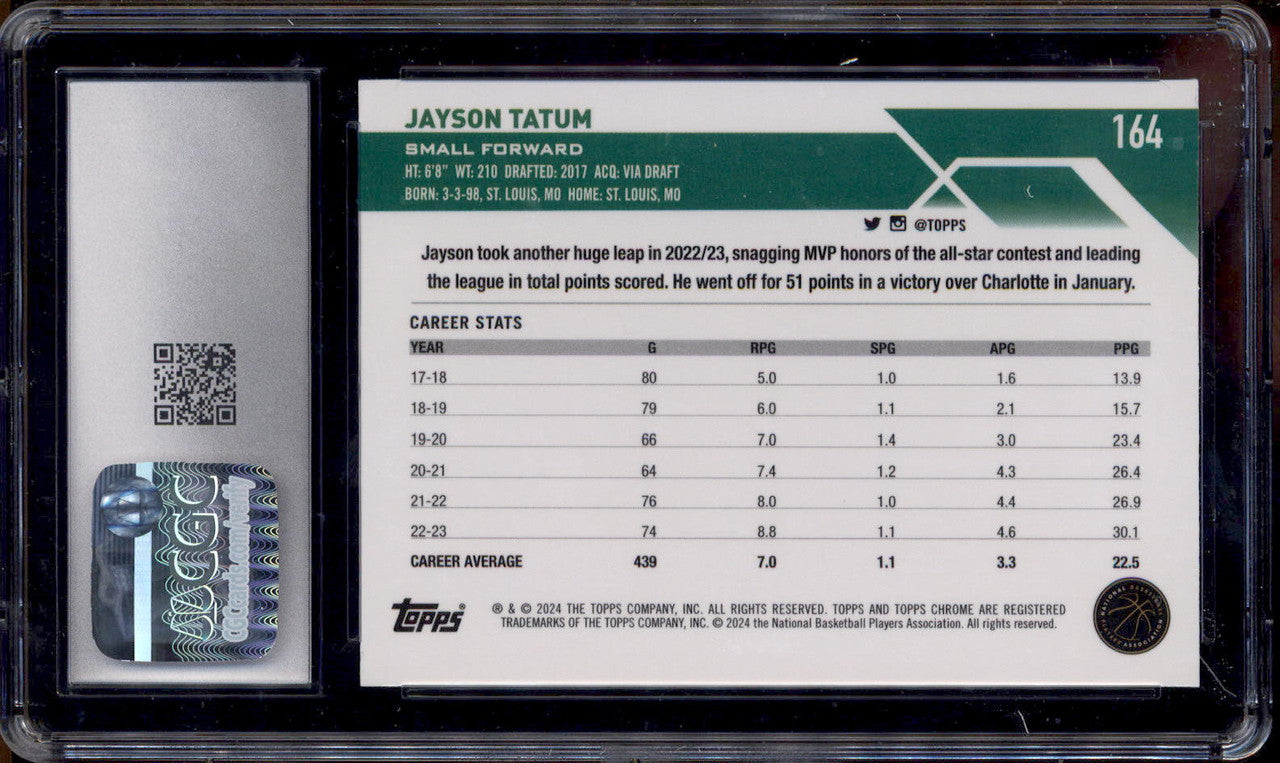 JAYSON TATUM
164
SMALL FORWARD
HT: 6'8" WT: 210 DRAFTED: 2017 ACQ: VIA DRAFT
BORN: 3-3-98, ST. LOUIS, MO HOME: ST. LOUIS, MO
@TOPPS
Jayson took another huge leap in 2022/23, snagging MVP honors of the all-star contest and leading
the league in total points scored. He went off for 51 points in a victory over Charlotte in January.
CAREER STATS
YEAR G RPG SPG APG PPG
17-18 80 5.0 1.0 1.6 13.9
18-19 79 6.0 1.1 2.1 15.7
19-20 66 7.0 1.4 3.0 23.4
20-21 64 7.4 1.2 4.3 26.4
21-22 76 8.0 1.0 4.4 26.9
22-23 74 8.8 1.1 4.6 30.1
CAREER AVERAGE 439 7.0 1.1 3.3 22.5
Topps®
® & © 2024 THE TOPPS COMPANY, INC. ALL RIGHTS RESERVED. TOPPS AND TOPPS CHROME ARE REGISTERED
TRADEMARKS OF THE TOPPS COMPANY, INC. © 2024 the National Basketball Players Association. All rights reserved.
NATIONAL BASKETBALL PLAYERS ASSOCIATION
CGC